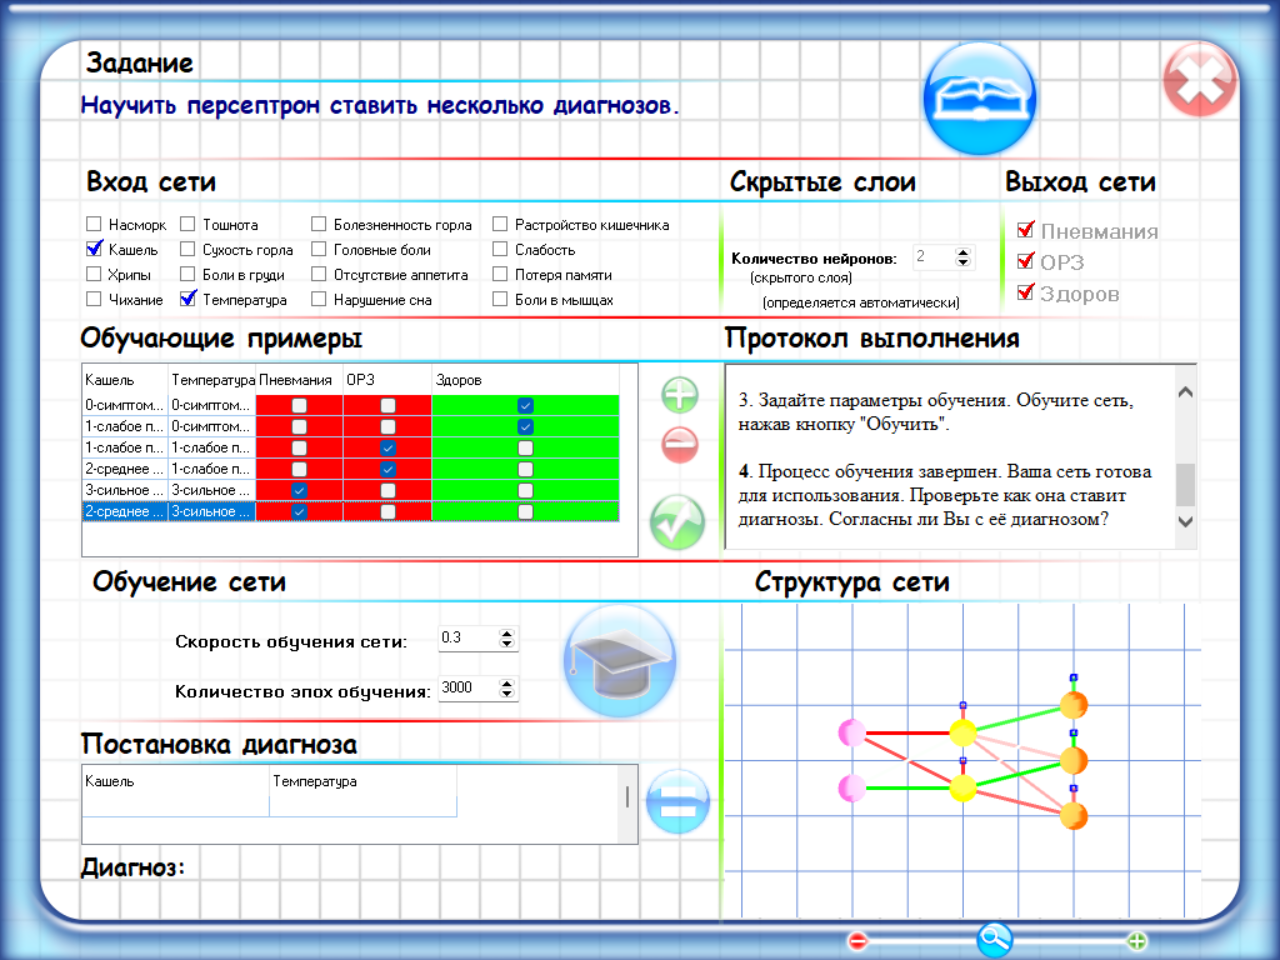 Задание
Научить персептрон ставить несколько диагнозов.
Вход сети
Скрытые слои
Выход сети
Насморк Тошнота Болезненность горла Растройство кишечника
Кашель Сухость горла Головные боли Слабость
Хрипы Боли в груди Отсутствие аппетита Потеря памяти
Чихание Температура Нарушение сна Боли в мышцах
Количество нейронов: 2
(скрытого слоя)
(определяется автоматически)
Пневмания
ОРЗ
Здоров
Обучающие примеры
Кашель Температура Пневмания ОРЗ Здоров
0-симптом... 0-симптом...
1-слабое п... 0-симптом...
1-слабое п... 1-слабое п...
2-среднее ... 1-слабое п...
3-сильное ... 3-сильное ...
2-среднее ... 3-сильное ...
Протокол выполнения
3. Задайте параметры обучения. Обучите сеть,
нажав кнопку "Обучить".
4. Процесс обучения завершен. Ваша сеть готова
для использования. Проверьте как она ставит
диагнозы. Согласны ли Вы с её диагнозом?
Обучение сети
Скорость обучения сети: 0.3
Количество эпох обучения: 3000
Структура сети
Постановка диагноза
Кашель Температура
Диагноз: